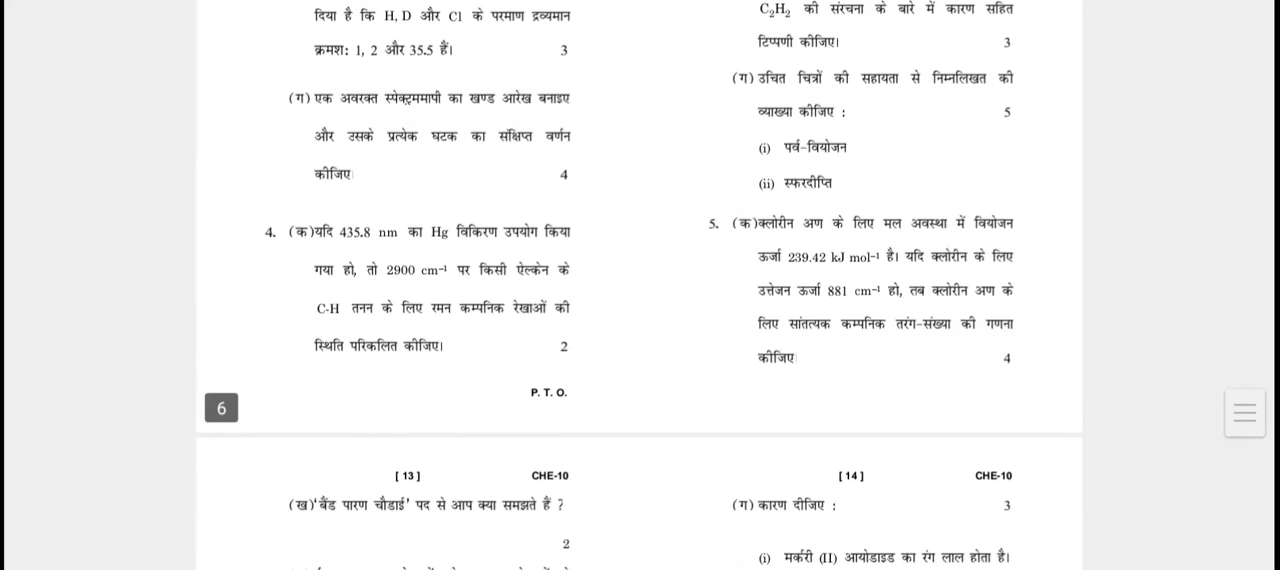 दिया है कि H, D और Cl के परमाण द्रव्यमान
क्रमश: 1, 2 और 35.5 हैं। 3
(ग) एक अवरक्त स्पेक्ट्रममापी का खण्ड आरेख बनाइए
और उसके प्रत्येक घटक का संक्षिप्त वर्णन
कीजिए 4
4. (क)यदि 435.8 nm का Hg विकिरण उपयोग किया
गया हो, तो 2900 cm⁻¹ पर किसी ऐल्केन के
C-H तनन के लिए रमन कम्पनिक रेखाओं की
स्थिति परिकलित कीजिए। 2
P. T. O.
C₂H₂ की संरचना के बारे में कारण सहित
टिप्पणी कीजिए। 3
(ग) उचित चित्रों की सहायता से निम्नलिखत की
व्याख्या कीजिए : 5
(i) पर्व-वियोजन
(ii) स्फरदीप्ति
5. (क)क्लोरीन अण के लिए मल अवस्था में वियोजन
ऊर्जा 239.42 kJ mol⁻¹ है। यदि क्लोरीन के लिए
उत्तेजन ऊर्जा 881 cm⁻¹ हो, तब क्लोरीन अण के
लिए सांतत्यक कम्पनिक तरंग-संख्या की गणना
कीजिए 4
6
[ 13 ] CHE-10
(ख)'बैंड पारण चौडाई' पद से आप क्या समझते हैं ?
2
[ 14 ] CHE-10
(ग) कारण दीजिए : 3
(i) मर्करी (II) आयोडाइड का रंग लाल होता है।